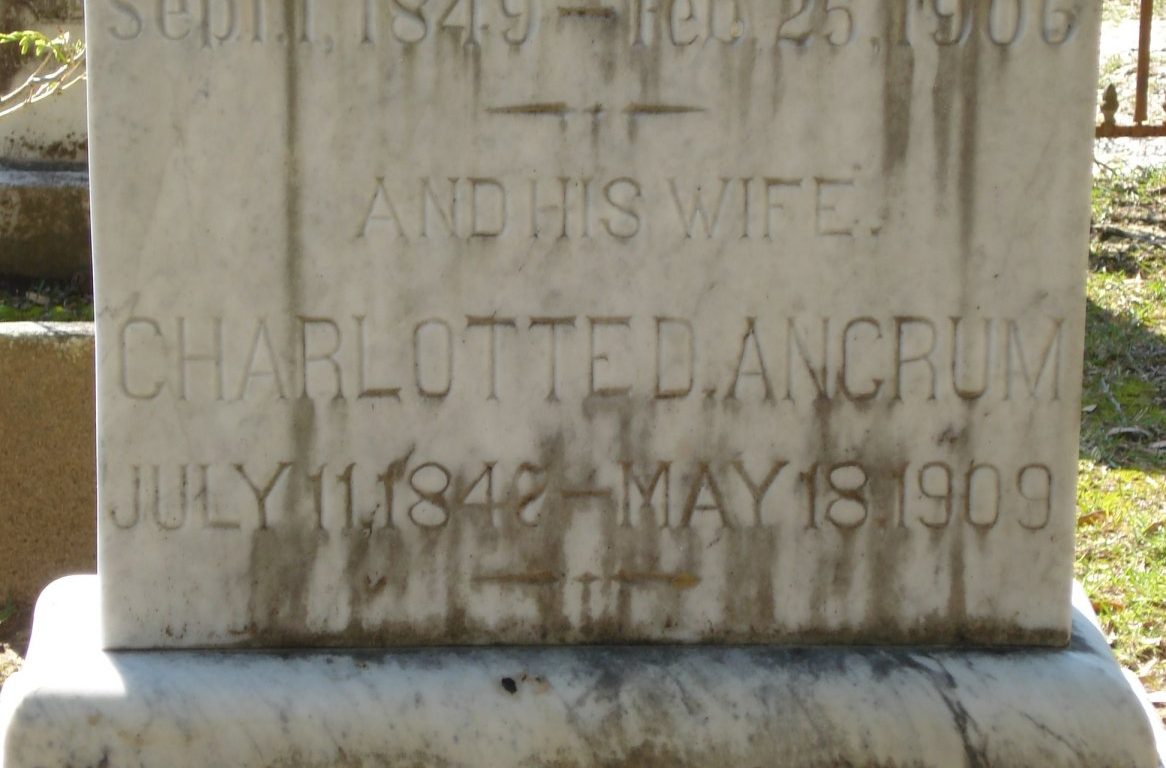 Sept. 1, 1849 — Feb. 25, 1906
AND HIS WIFE.
CHARLOTTE D. ANCRUM
JULY 11, — MAY 18, 1909